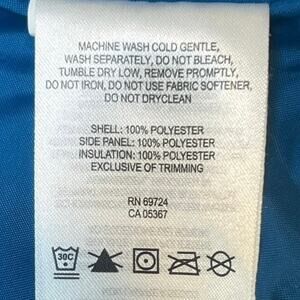 MACHINE WASH COLD GENTLE,
WASH SEPARATELY, DO NOT BLEACH,
TUMBLE DRY LOW, REMOVE PROMPTLY,
DO NOT IRON, DO NOT USE FABRIC SOFTENER,
DO NOT DRYCLEAN
SHELL: 100% POLYESTER
SIDE PANEL: 100% POLYESTER
INSULATION: 100% POLYESTER
EXCLUSIVE OF TRIMMING
RN 69724
CA 05367
30C